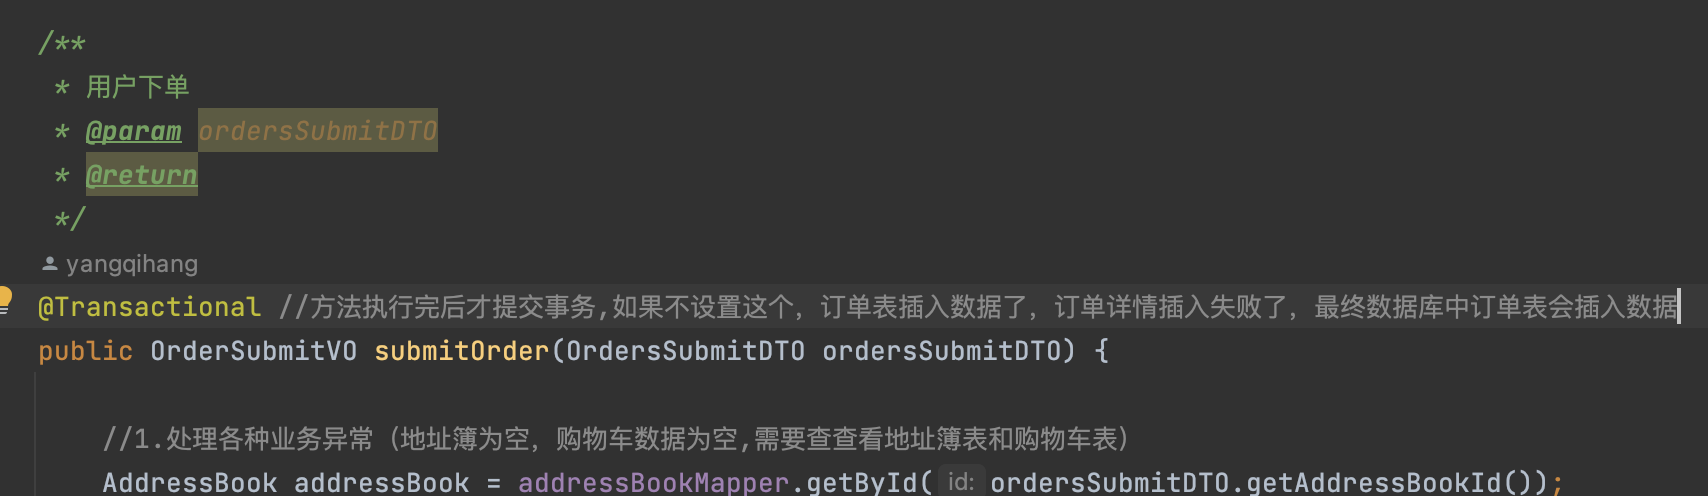 /**
 * 用户下单
 * @param ordersSubmitDTO
 * @return
 */
yangqihang
@Transactional //方法执行完后才提交事务,如果不设置这个，订单表插入数据了，订单详情插入失败了，最终数据库中订单表会插入数据
public OrderSubmitVO submitOrder(OrdersSubmitDTO ordersSubmitDTO) {
//1.处理各种业务异常（地址簿为空，购物车数据为空,需要查查看地址簿表和购物车表）
AddressBook addressBook = addressBookMapper.getById( id: ordersSubmitDTO.getAddressBookId());